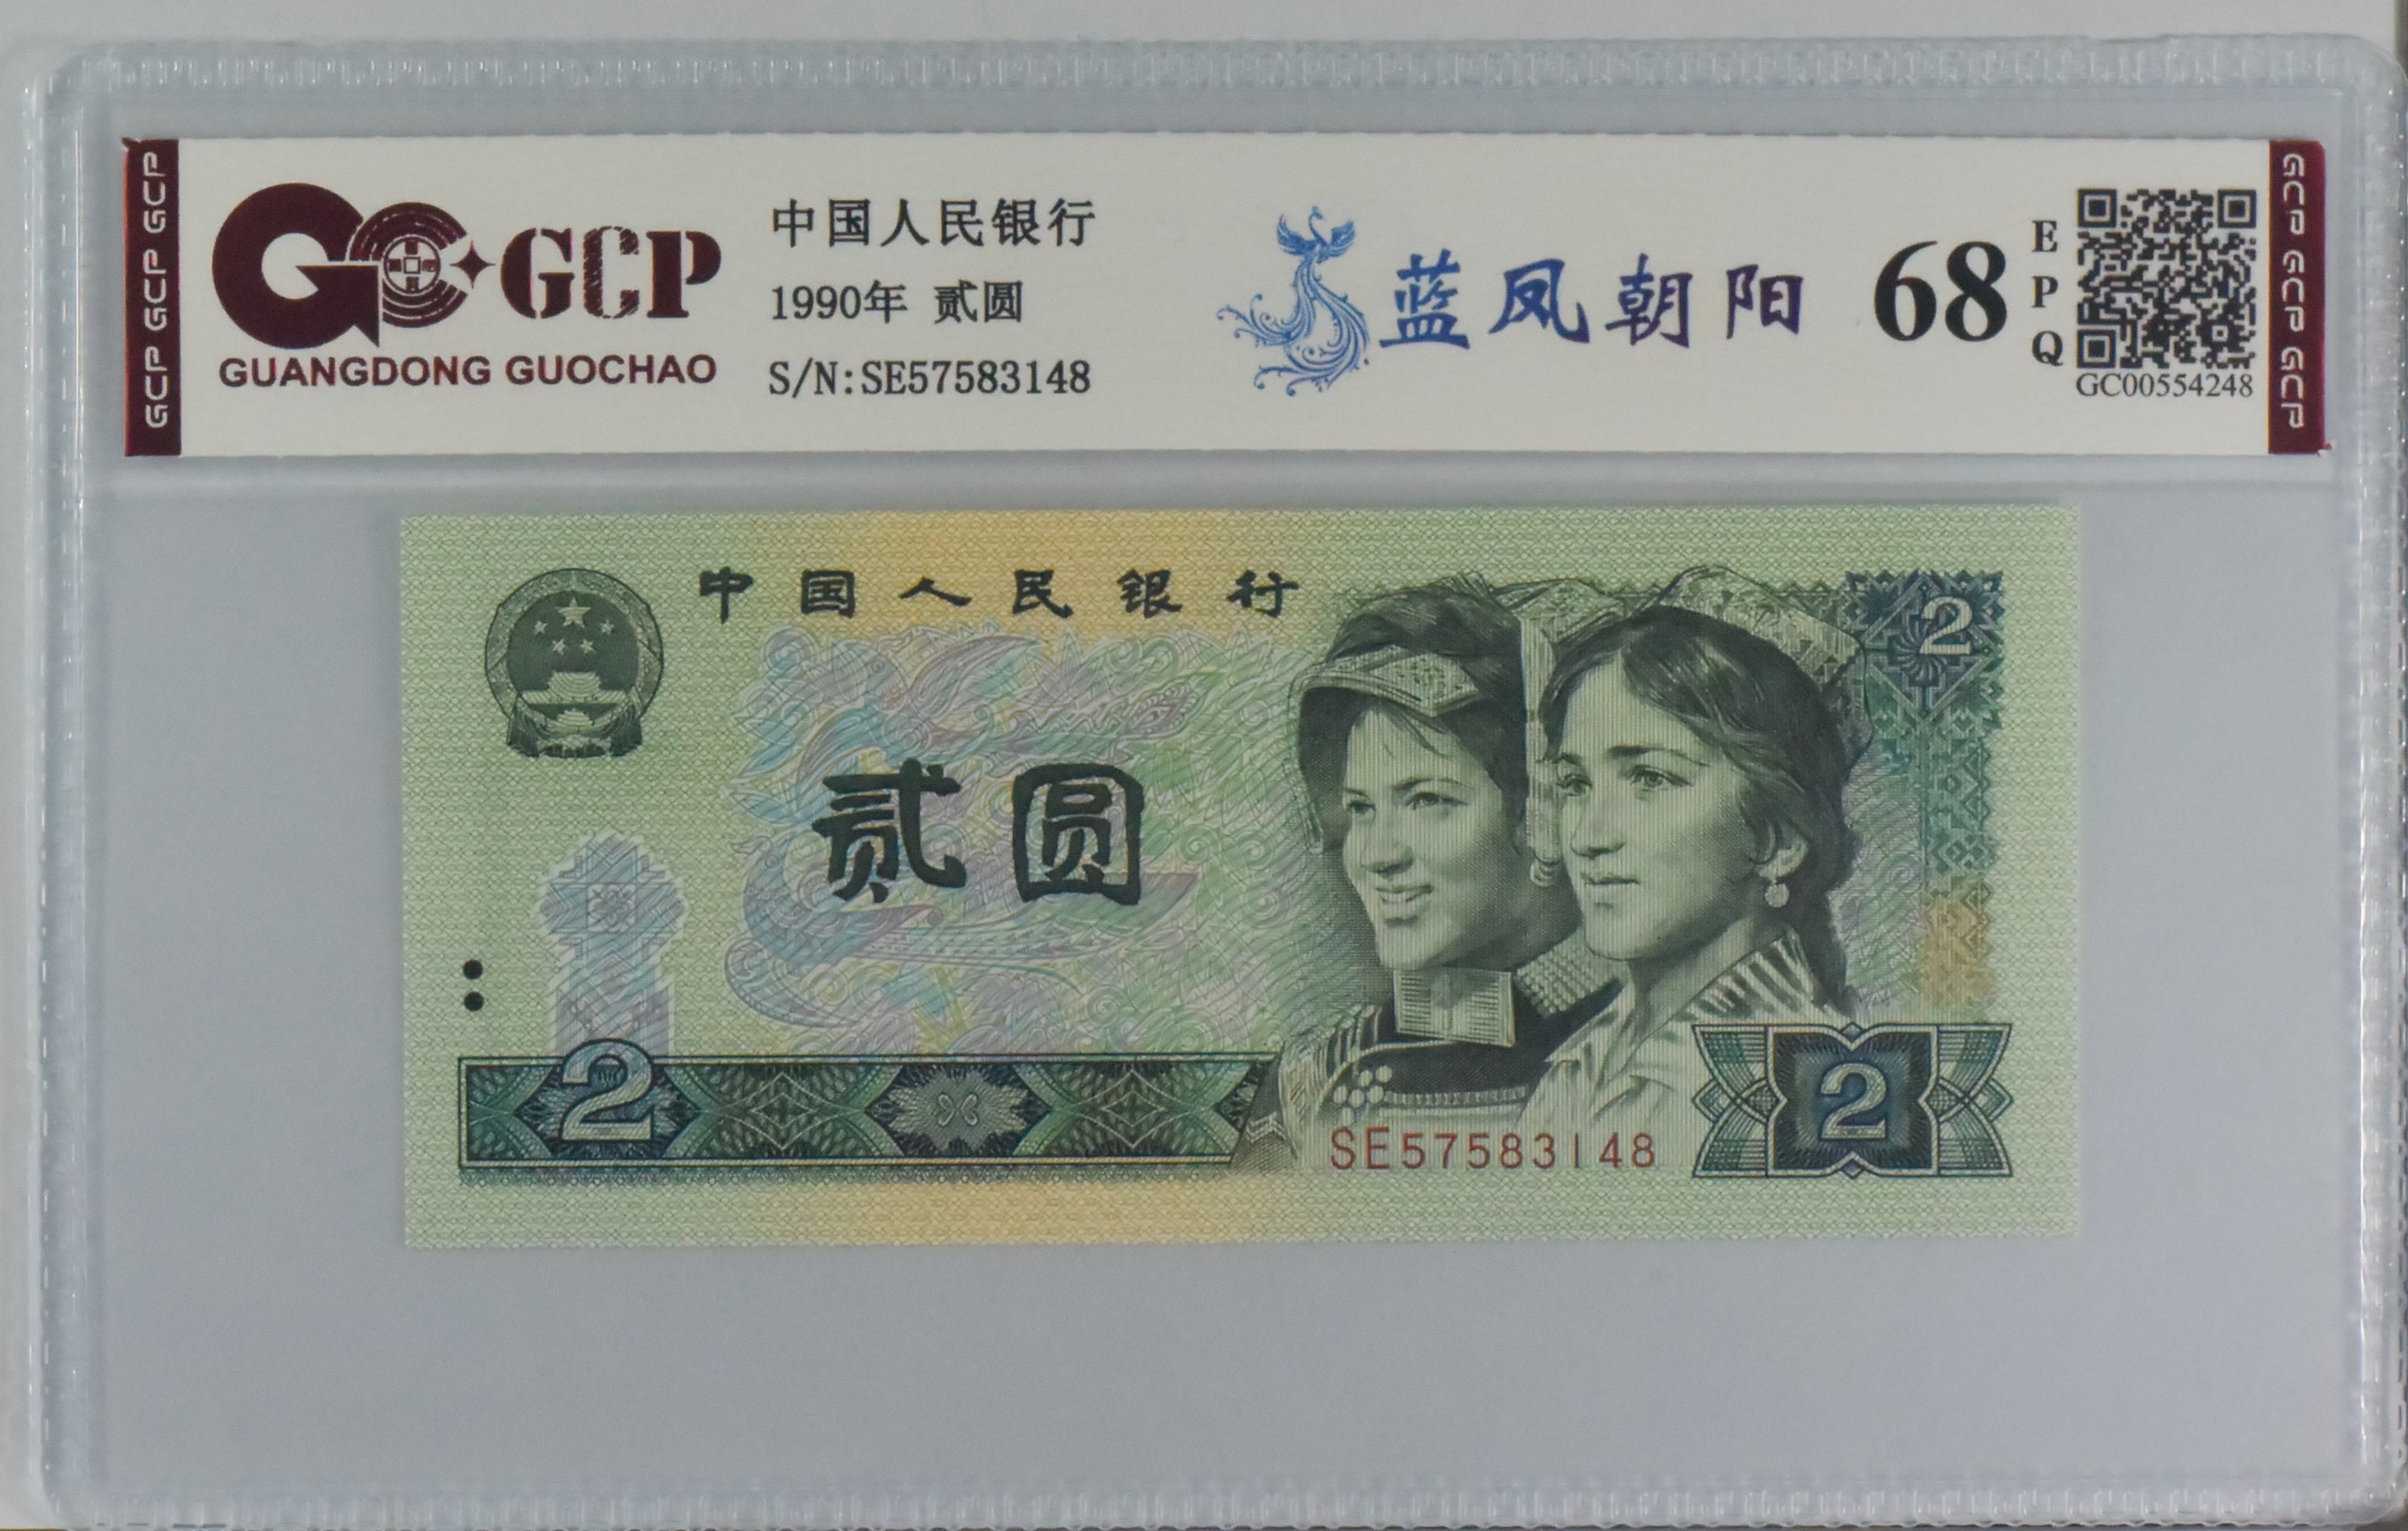 GCP GCP GCP
GCP
GUANGDONG GUOCHAO
中国人民银行
1990年 贰圆
S/N:SE57583148
蓝凤朝阳
68
EPQ
GC00554248
GCP GCP GCP
中国人民银行
2
贰圆
2
SE57583148
2